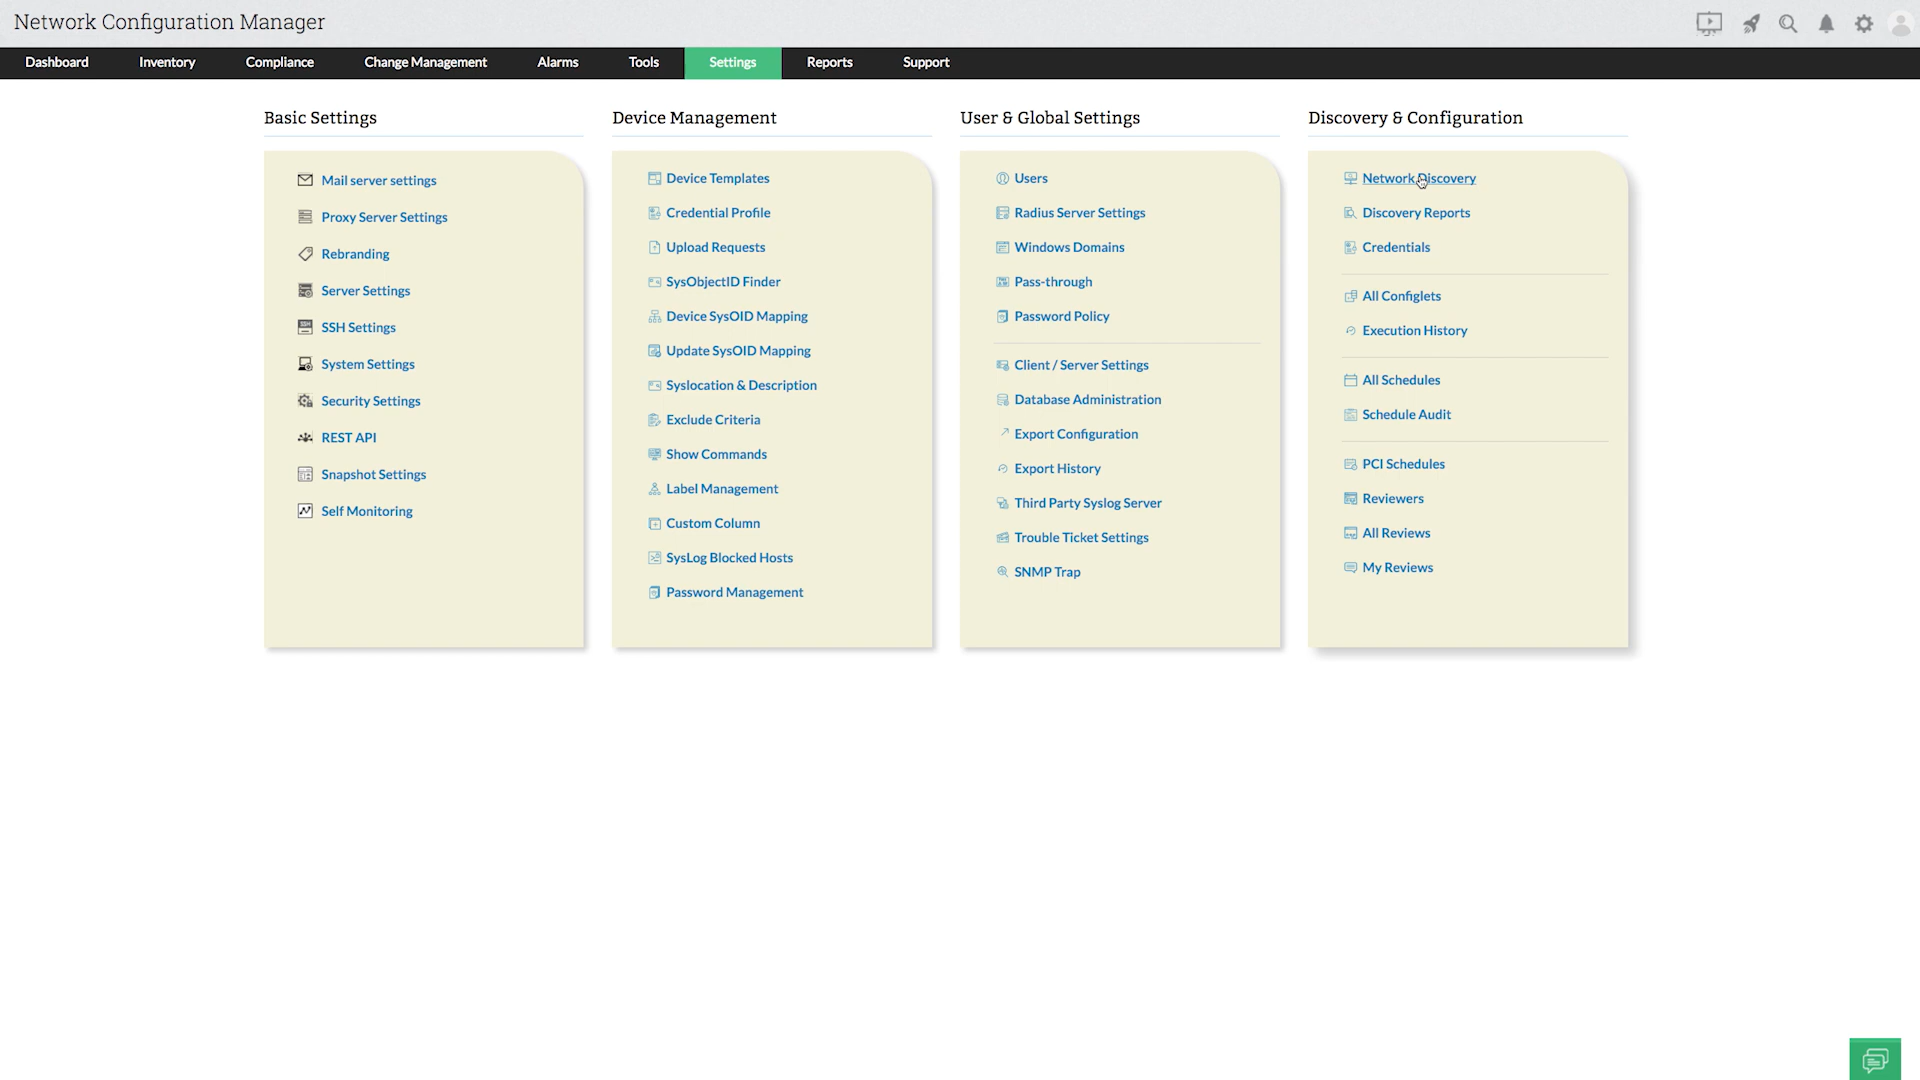 Network Configuration Manager
Dashboard Inventory Compliance Change Management Alarms Tools Settings Reports Support
Basic Settings
Mail server settings
Proxy Server Settings
Rebranding
Server Settings
SSH Settings
System Settings
Security Settings
REST API
Snapshot Settings
Self Monitoring
Device Management
Device Templates
Credential Profile
Upload Requests
SysObjectID Finder
Device SysOID Mapping
Update SysOID Mapping
Syslocation & Description
Exclude Criteria
Show Commands
Label Management
Custom Column
SysLog Blocked Hosts
Password Management
User & Global Settings
Users
Radius Server Settings
Windows Domains
Pass-through
Password Policy
Client / Server Settings
Database Administration
Export Configuration
Export History
Third Party Syslog Server
Trouble Ticket Settings
SNMP Trap
Discovery & Configuration
Network Discovery
Discovery Reports
Credentials
All Configlets
Execution History
All Schedules
Schedule Audit
PCI Schedules
Reviewers
All Reviews
My Reviews